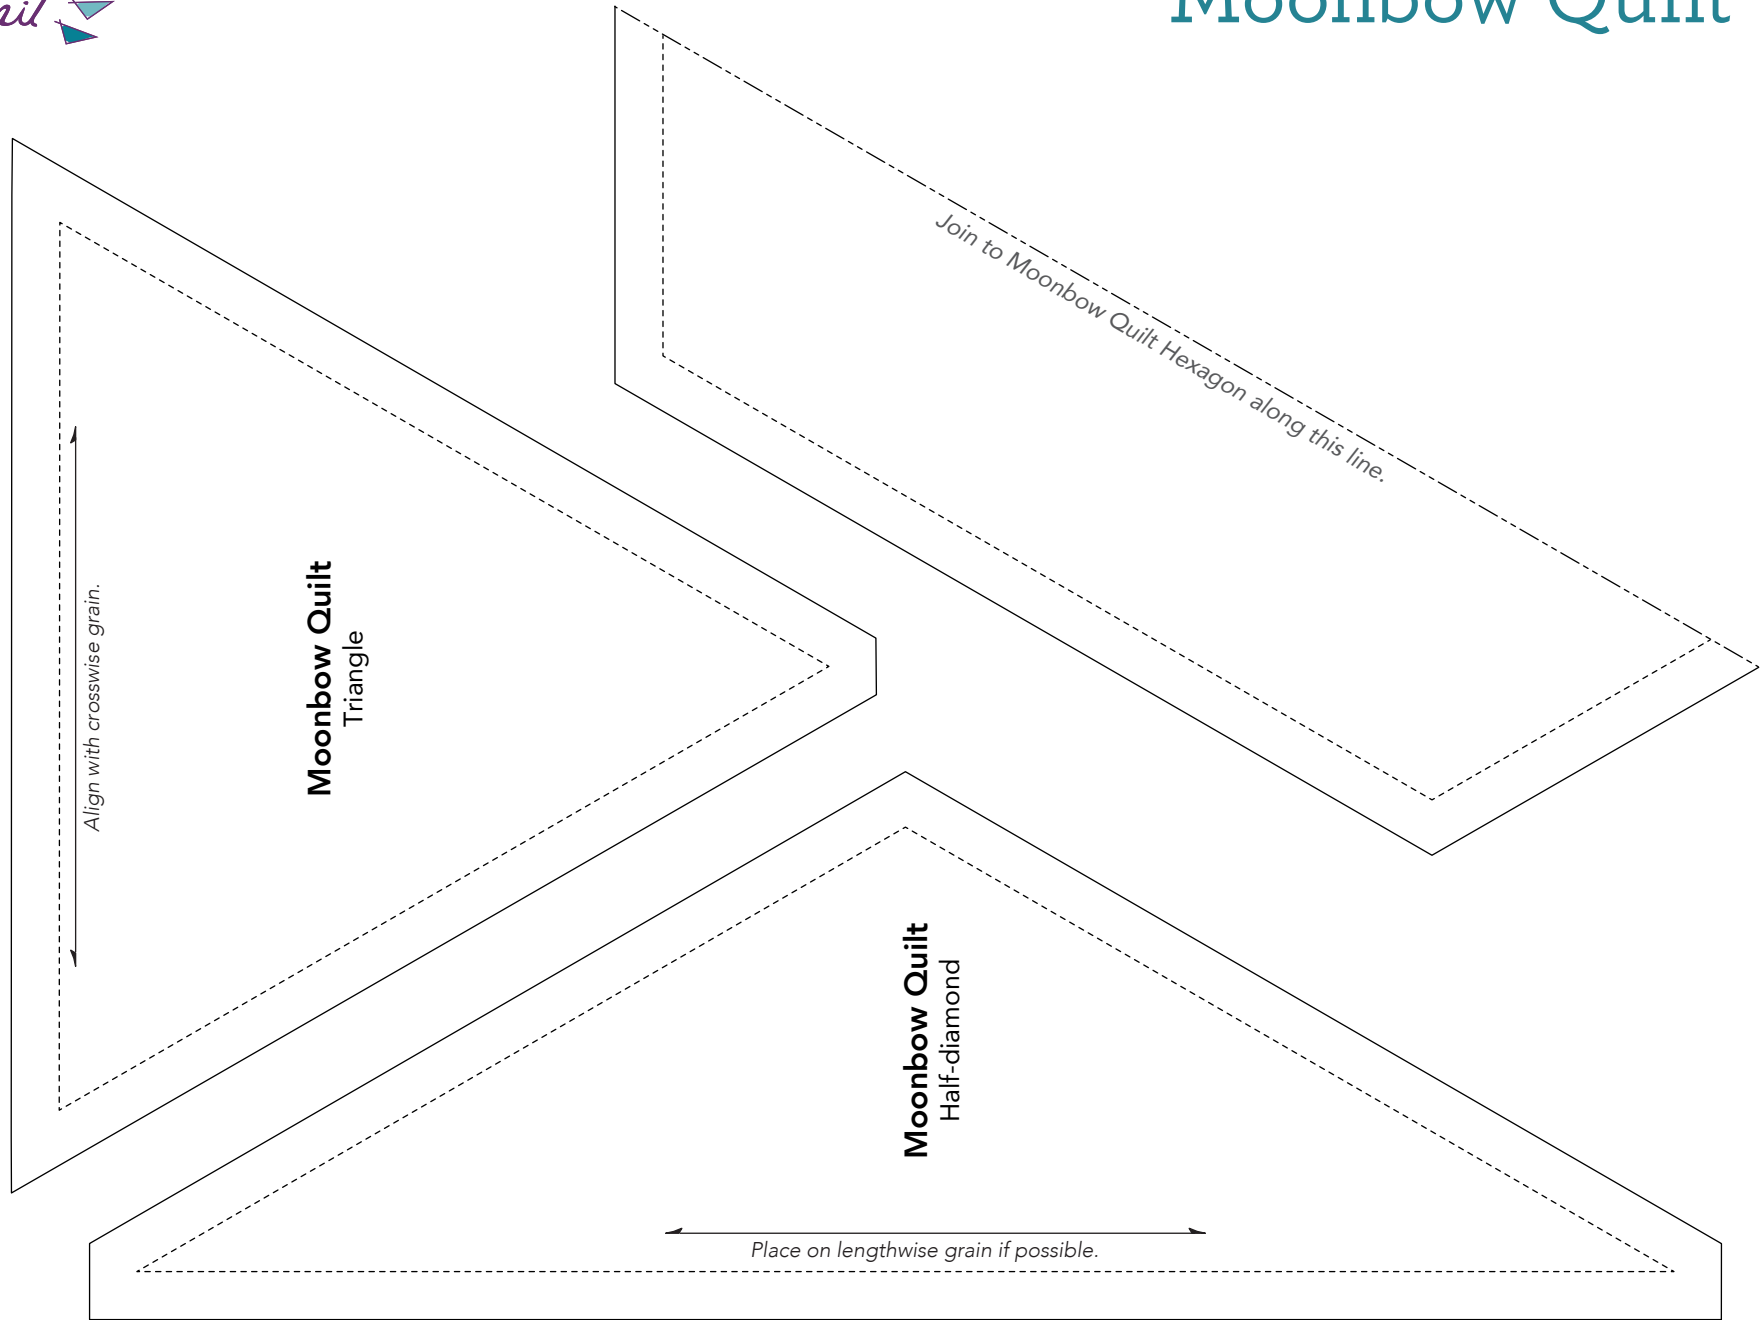 Moonbow Quilt
Join to Moonbow Quilt Hexagon along this line.
Align with crosswise grain.
Moonbow Quilt
Triangle
Moonbow Quilt
Half-diamond
Place on lengthwise grain if possible.